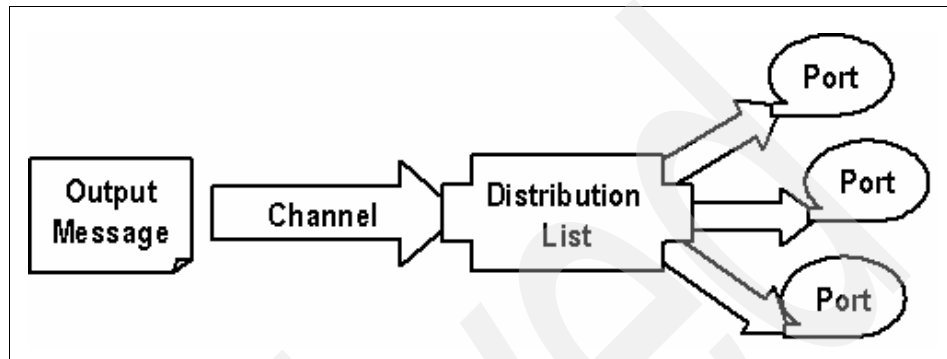 Output
Message
Channel
Distribution
List
Port
Port
Port